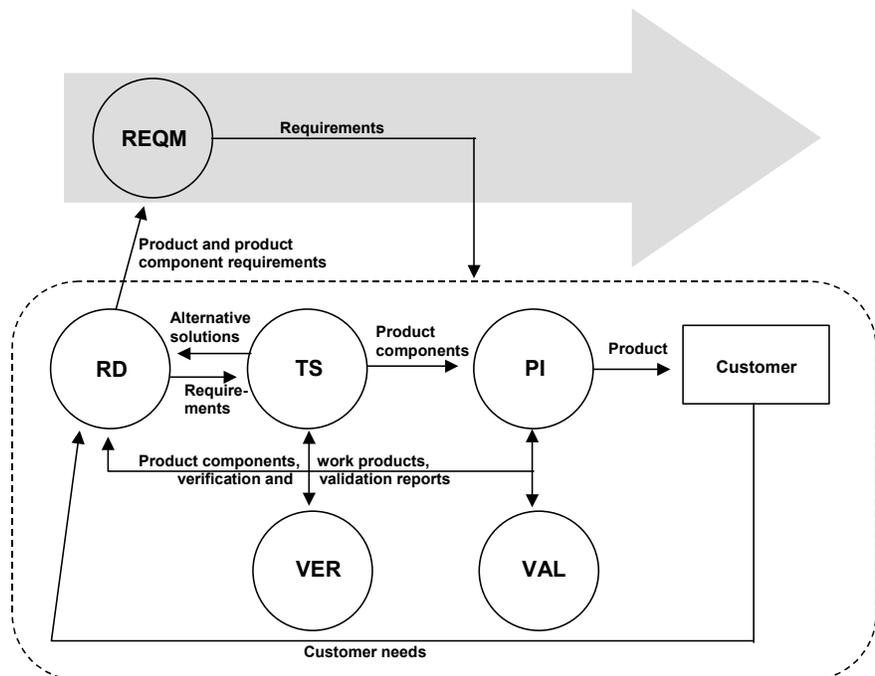 REQM
Requirements
Product and product
component requirements
Alternative
solutions
Product
components
Product
RD
TS
PI
Customer
Require-
ments
Product components, work products,
verification and validation reports
VER
VAL
Customer needs